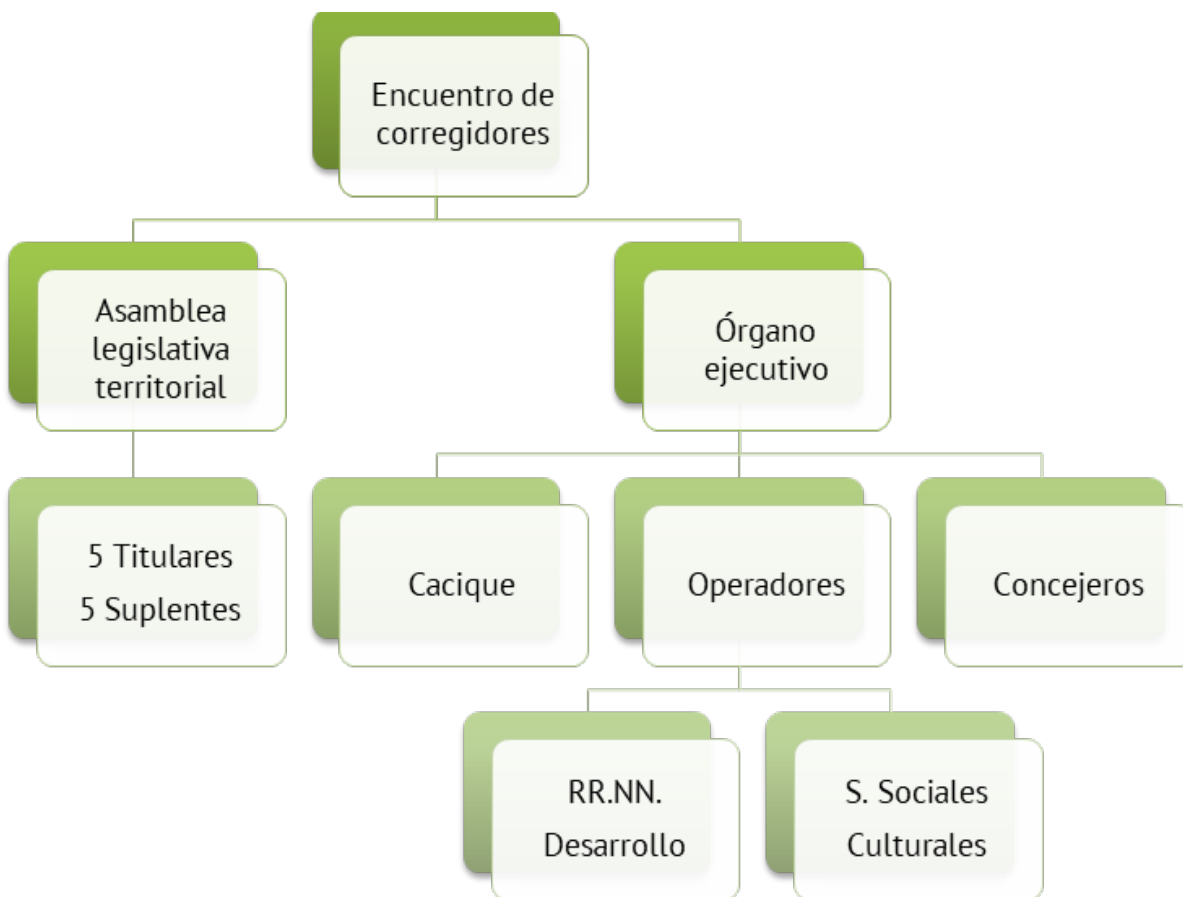 Encuentro de
corregidores
Asamblea
legislativa
territorial
Órgano
ejecutivo
5 Titulares
5 Suplentes
Cacique
Operadores
Concejeros
RR.NN.
Desarrollo
S. Sociales
Culturales